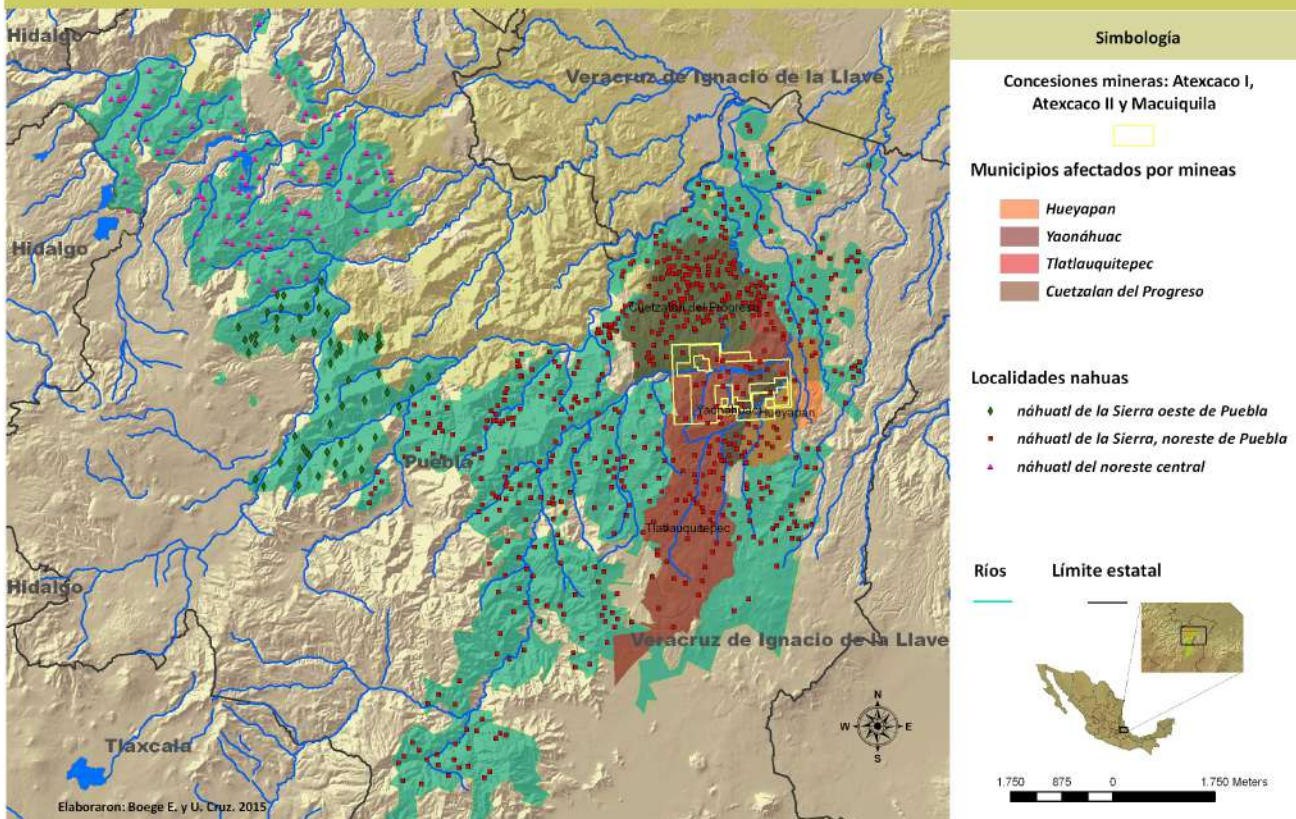 Hidalgo
Veracruz de Ignacio de la Llave
Hidalgo
Cuetzalan del Progreso
Yaonáhuac
Hueyapan
Puebla
Tlatlauquitepec
Hidalgo
Veracruz de Ignacio de la Llave
Tlaxcala
N
W
E
S
Elaboraron: Boege E. y U. Cruz. 2015
Simbología
Concesiones mineras: Atexcaco I,
Atexcaco II y Macuiquila
Municipios afectados por mineas
Hueyapan
Yaonáhuac
Tlatlauquitepec
Cuetzalan del Progreso
Localidades nahuas
náhuatl de la Sierra oeste de Puebla
náhuatl de la Sierra, noreste de Puebla
náhuatl del noreste central
Ríos Límite estatal
1.750 875 0 1.750 Meters